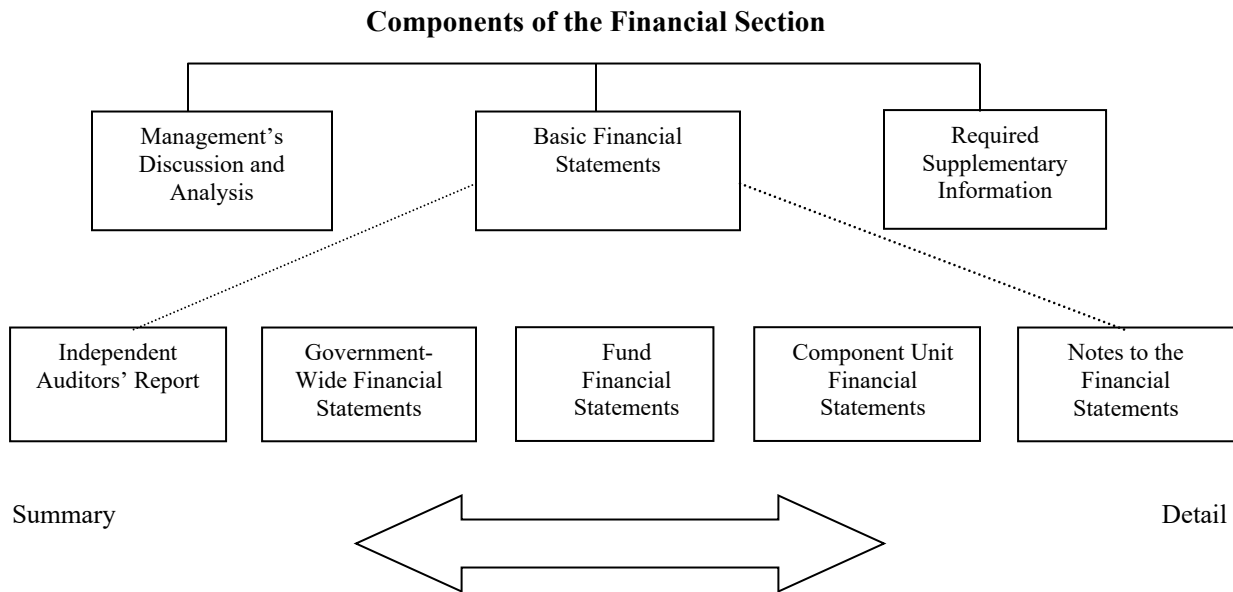 Components of the Financial Section
Management’s
Discussion and
Analysis
Basic Financial
Statements
Required
Supplementary
Information
Independent
Auditors’ Report
Government-
Wide Financial
Statements
Fund
Financial
Statements
Component Unit
Financial
Statements
Notes to the
Financial
Statements
Summary
Detail